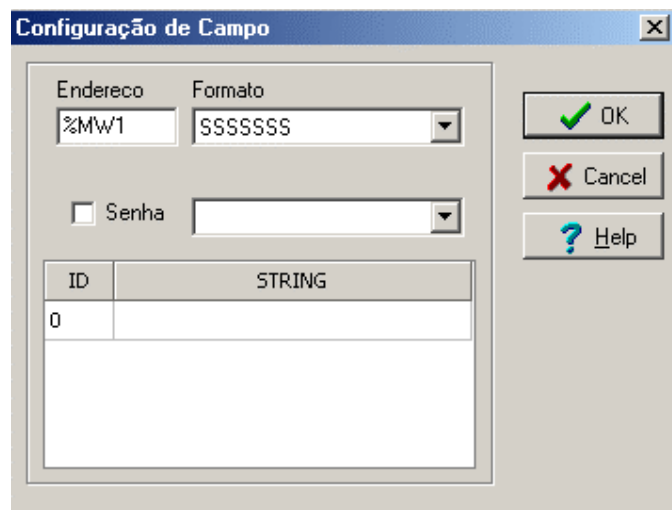 Configuração de Campo
Endereco Formato
%MW1 SSSSSSS
OK
Senha
Cancel
Help
ID STRING
0